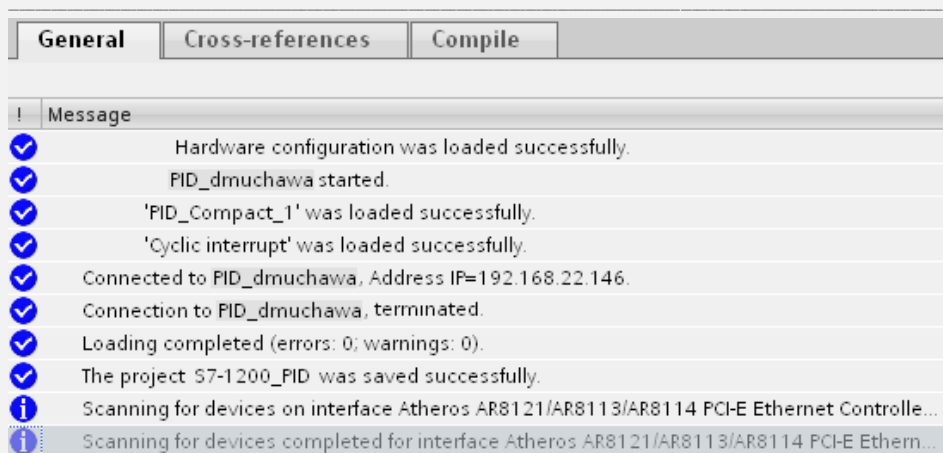 General Cross-references Compile
! Message
Hardware configuration was loaded successfully.
PID_dmuchawa started.
'PID_Compact_1' was loaded successfully.
'Cyclic interrupt' was loaded successfully.
Connected to PID_dmuchawa, Address IP=192.168.22.146.
Connection to PID_dmuchawa, terminated.
Loading completed (errors: 0; warnings: 0).
The project S7-1200_PID was saved successfully.
Scanning for devices on interface Atheros AR8121/AR8113/AR8114 PCI-E Ethernet Controlle...
Scanning for devices completed for interface Atheros AR8121/AR8113/AR8114 PCI-E Ethern...